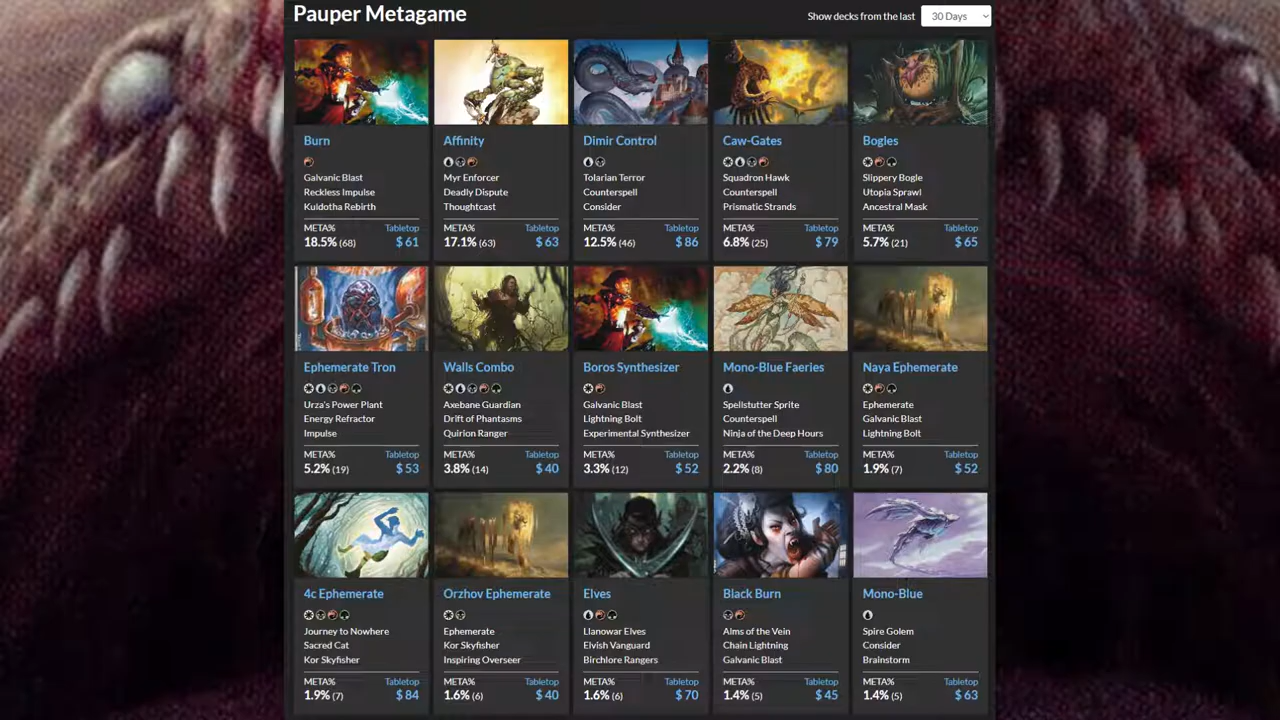 Pauper Metagame
Show decks from the last 30 Days
Burn
Galvanic Blast
Reckless Impulse
Kuldotha Rebirth
META% Tabletop
18.5% (68) $ 61
Affinity
Myr Enforcer
Deadly Dispute
Thoughtcast
META% Tabletop
17.1% (63) $ 63
Dimir Control
Tolarian Terror
Counterspell
Consider
META% Tabletop
12.5% (46) $ 86
Caw-Gates
Squadron Hawk
Counterspell
Prismatic Strands
META% Tabletop
6.8% (25) $ 79
Bogles
Slippery Bogle
Utopia Sprawl
Ancestral Mask
META% Tabletop
5.7% (21) $ 65
Ephemerate Tron
Urza's Power Plant
Energy Refractor
Impulse
META% Tabletop
5.2% (19) $ 53
Walls Combo
Axebane Guardian
Drift of Phantasms
Quirion Ranger
META% Tabletop
3.8% (14) $ 40
Boros Synthesizer
Galvanic Blast
Lightning Bolt
Experimental Synthesizer
META% Tabletop
3.3% (12) $ 52
Mono-Blue Faeries
Spellstutter Sprite
Counterspell
Ninja of the Deep Hours
META% Tabletop
2.2% (8) $ 80
Naya Ephemerate
Ephemerate
Galvanic Blast
Lightning Bolt
META% Tabletop
1.9% (7) $ 52
4c Ephemerate
Journey to Nowhere
Sacred Cat
Kor Skyfisher
META% Tabletop
1.9% (7) $ 84
Orzhov Ephemerate
Ephemerate
Kor Skyfisher
Inspiring Overseer
META% Tabletop
1.6% (6) $ 40
Elves
Llanowar Elves
Elvish Vanguard
Birchlore Rangers
META% Tabletop
1.6% (6) $ 70
Black Burn
Alms of the Vein
Chain Lightning
Galvanic Blast
META% Tabletop
1.4% (5) $ 45
Mono-Blue
Spire Golem
Consider
Brainstorm
META% Tabletop
1.4% (5) $ 63